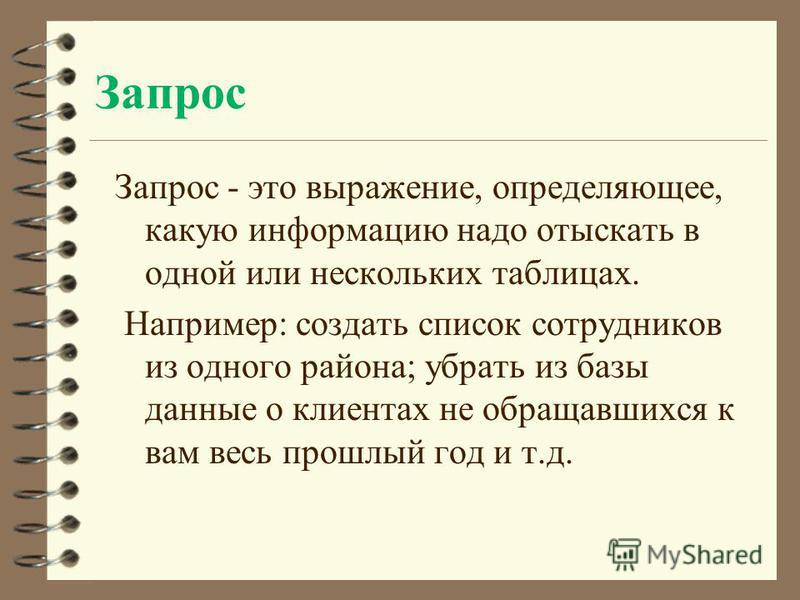 Запрос
Запрос - это выражение, определяющее,
какую информацию надо отыскать в
одной или нескольких таблицах.
Например: создать список сотрудников
из одного района; убрать из базы
данные о клиентах не обращавшихся к
вам весь прошлый год и т.д.
MyShared